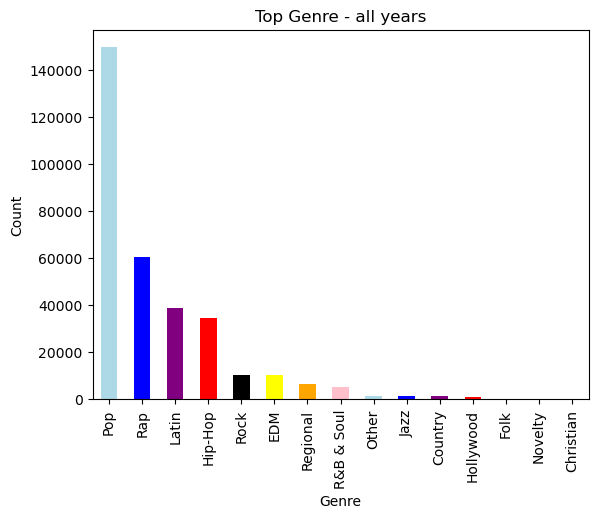 Top Genre - all years
Count
140000
120000
100000
80000
60000
40000
20000
0
Pop
Rap
Latin
Hip-Hop
Rock
EDM
Regional
R&B & Soul
Other
Jazz
Country
Hollywood
Folk
Novelty
Christian
Genre